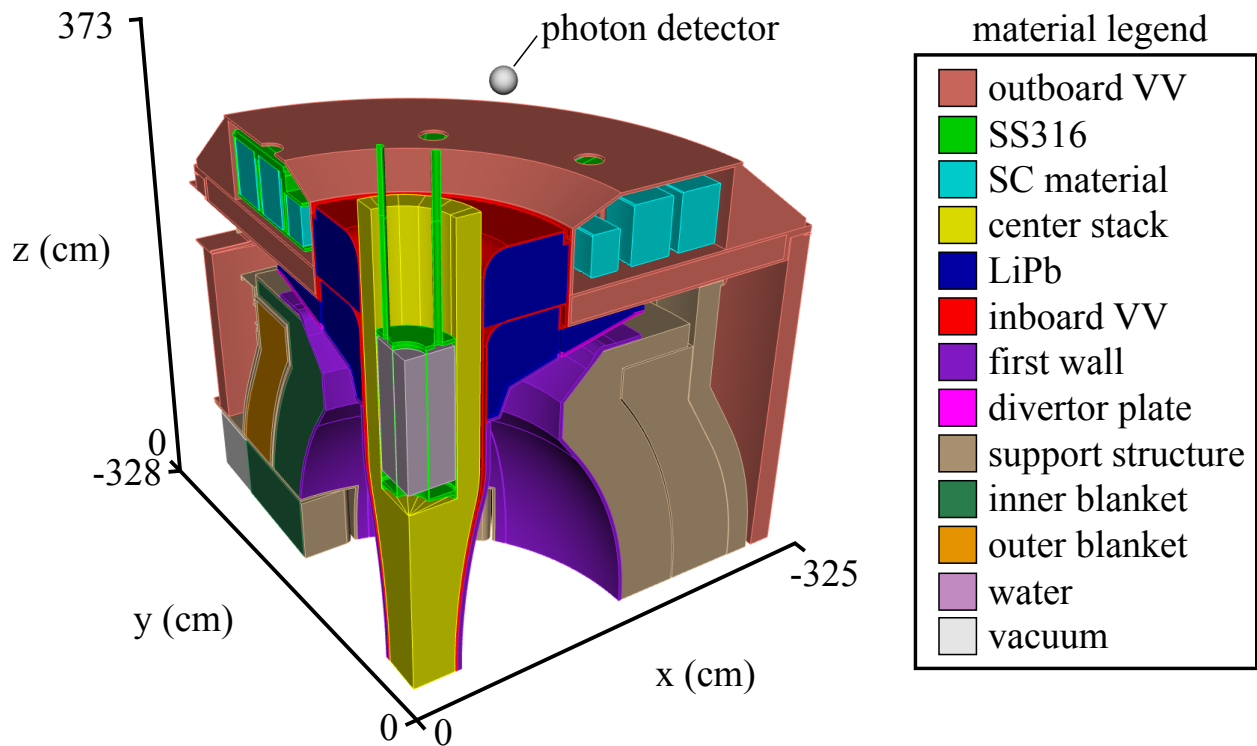 373
photon detector
material legend
outboard VV
SS316
SC material
center stack
LiPb
inboard VV
first wall
divertor plate
support structure
inner blanket
outer blanket
water
vacuum
z (cm)
0
-328
y (cm)
0
0
x (cm)
-325